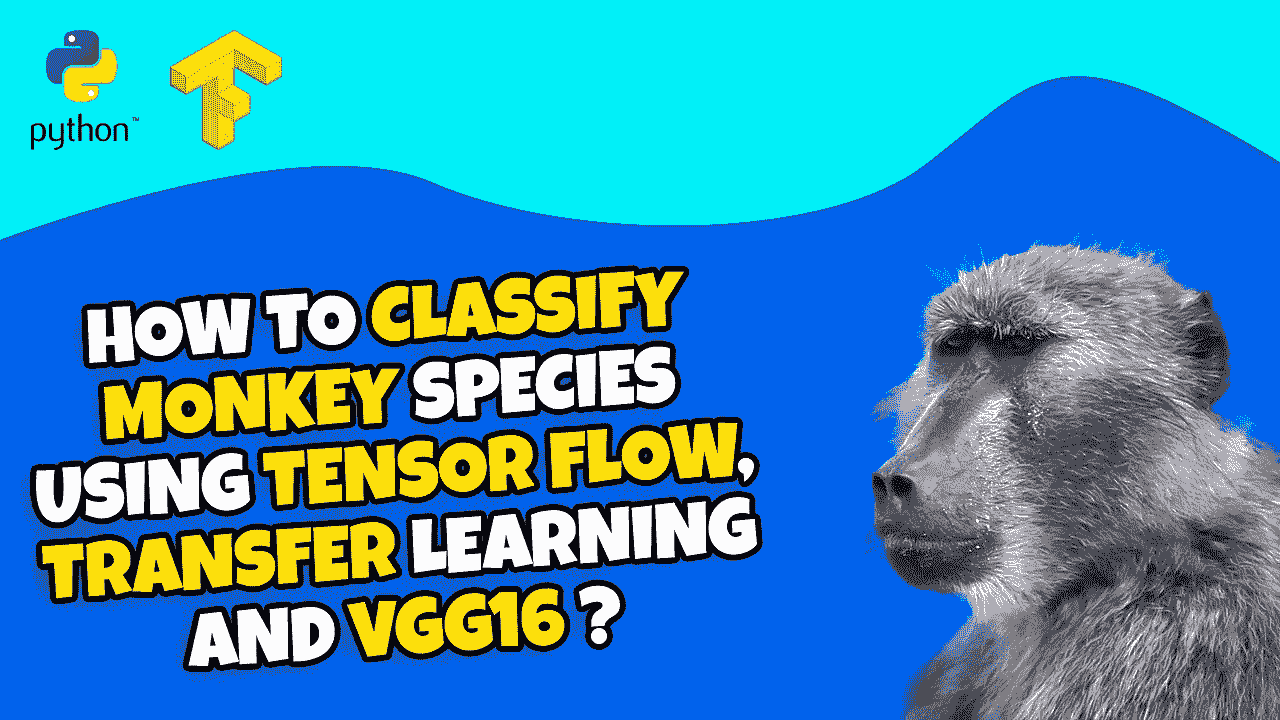 python™
HOW TO CLASSIFY
MONKEY SPECIES
USING TENSOR FLOW,
TRANSFER LEARNING
AND VGG16 ?